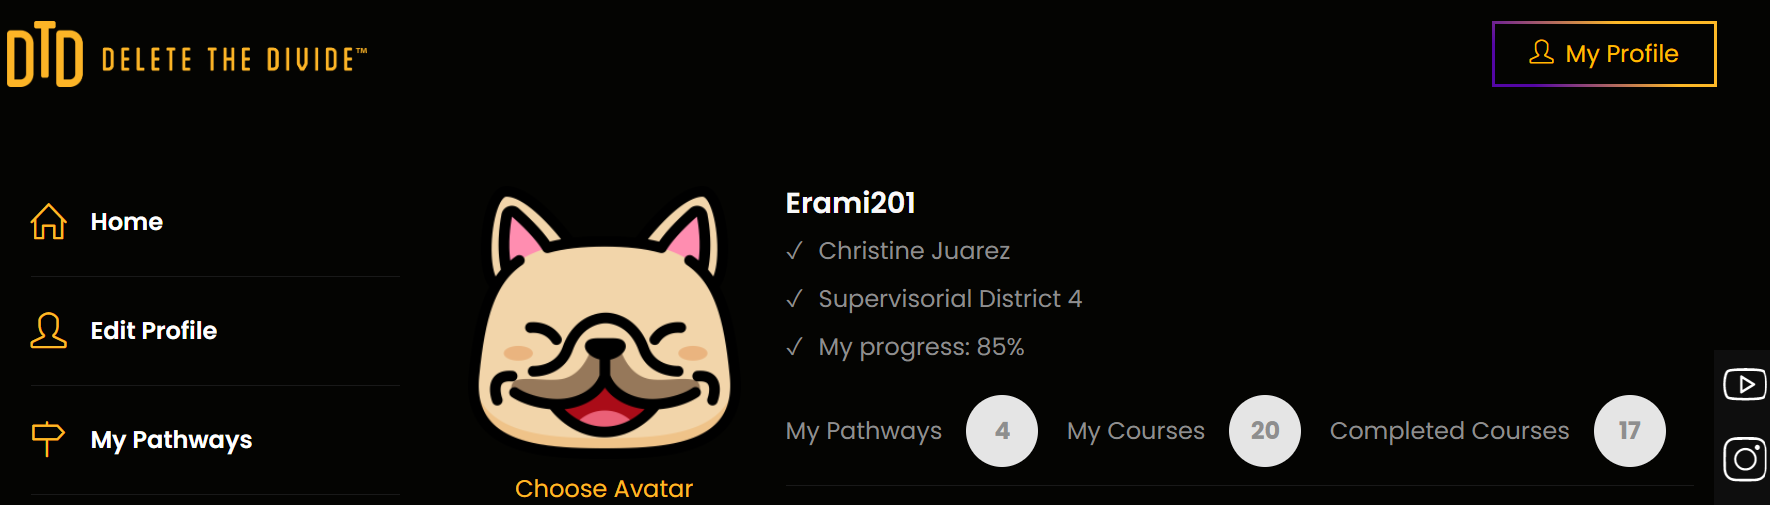 DTD DELETE THE DIVIDE™
My Profile
Home
Edit Profile
My Pathways
Choose Avatar
Erami201
✓ Christine Juarez
✓ Supervisorial District 4
✓ My progress: 85%
My Pathways 4 My Courses 20 Completed Courses 17